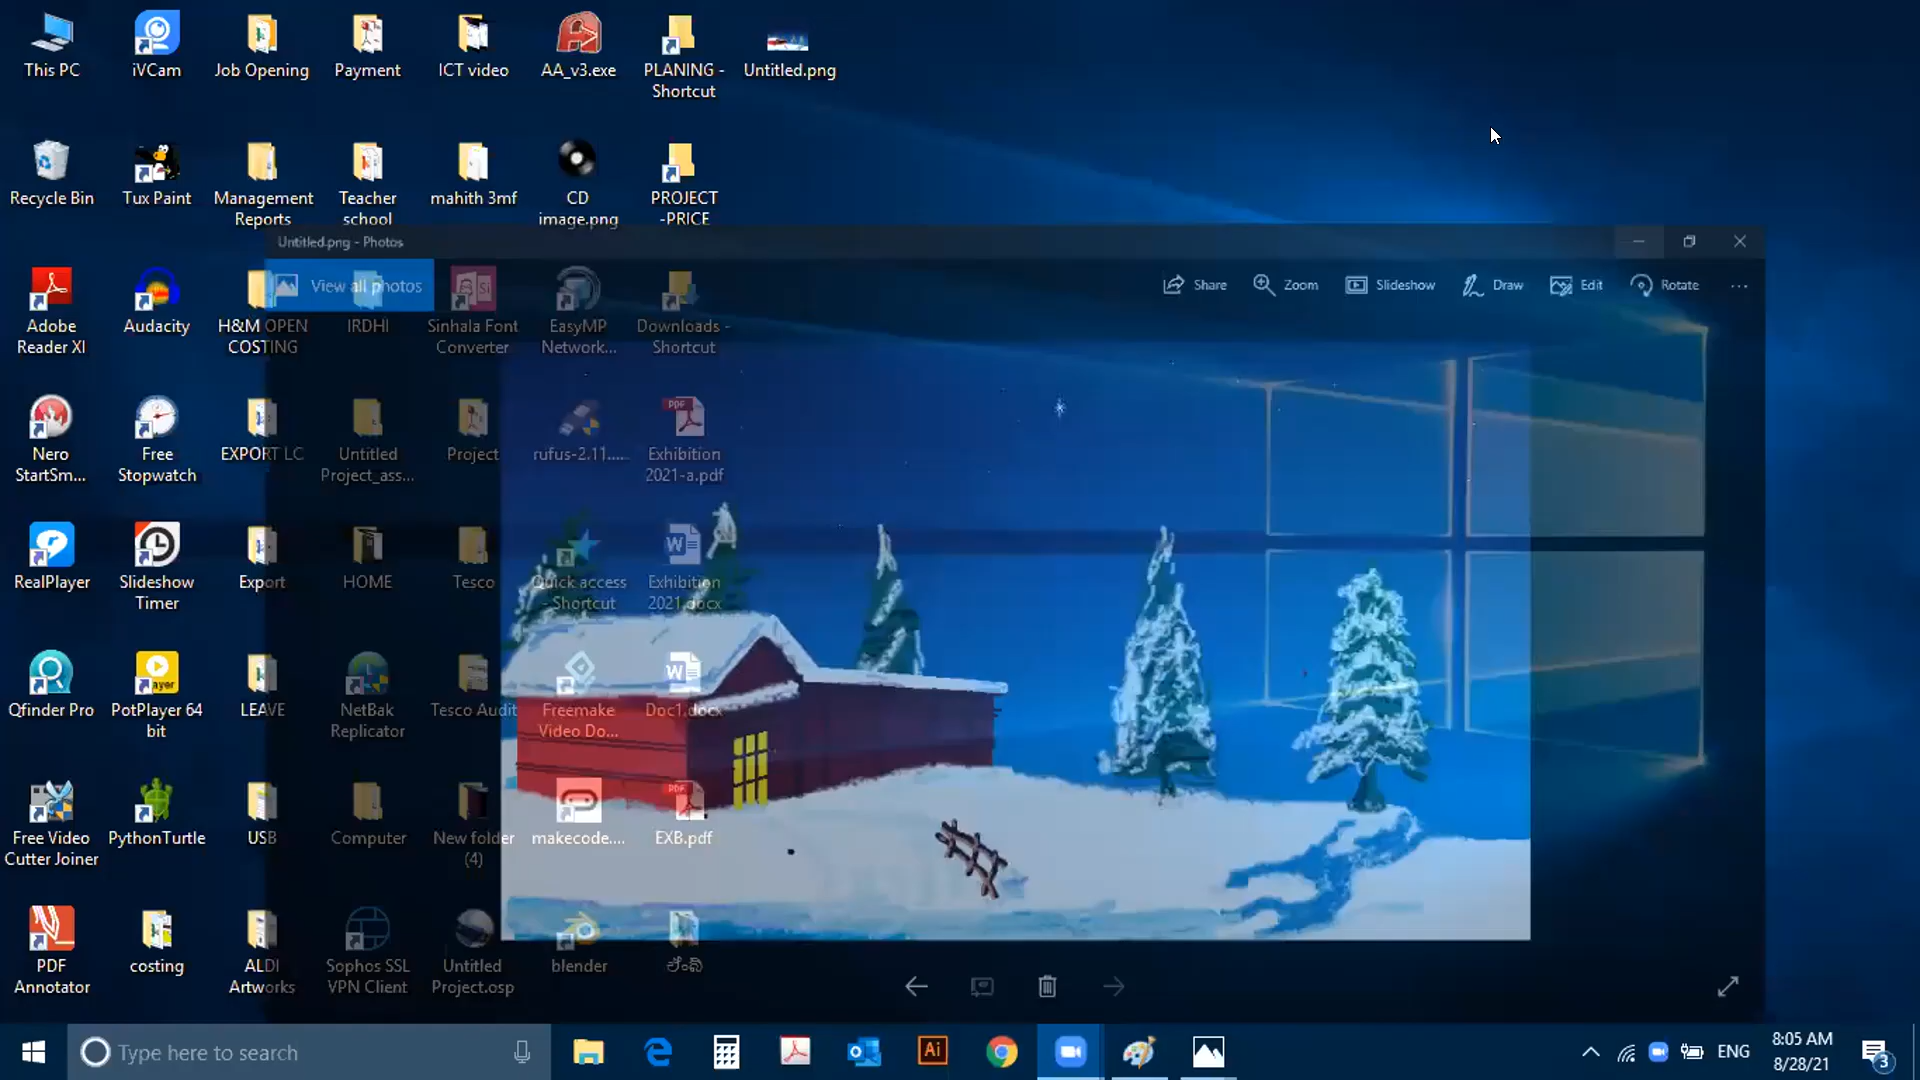 This PC
iVCam
Job Opening
Payment
ICT video
AA_v3.exe
PLANING -
Shortcut
Untitled.png
Recycle Bin
Tux Paint
Management
Reports
Teacher
school
mahith 3mf
CD
image.png
PROJECT
-PRICE
Untitled.png - Photos
View all photos
Share
Zoom
Slideshow
Draw
Edit
Rotate
Adobe
Reader XI
Audacity
H&M OPEN
COSTING
IRDHI
Sinhala Font
Converter
EasyMP
Network...
Downloads -
Shortcut
Nero
StartSm...
Free
Stopwatch
EXPORT LC
Untitled
Project_ass...
Project
rufus-2.11....
PDF
Exhibition
2021-a.pdf
RealPlayer
Slideshow
Timer
Export
HOME
Tesco
Quick access
- Shortcut
Exhibition
2021.docx
Qfinder Pro
PotPlayer 64
bit
LEAVE
NetBak
Replicator
Tesco Audit
Freemake
Video Do...
Doc1.docx
Free Video
Cutter Joiner
PythonTurtle
USB
Computer
New folder
(4)
makecode....
PDF
EXB.pdf
PDF
Annotator
costing
ALDI
Artworks
Sophos SSL
VPN Client
Untitled
Project.osp
blender
Type here to search
Ai
ENG
8:05 AM
8/28/21
3